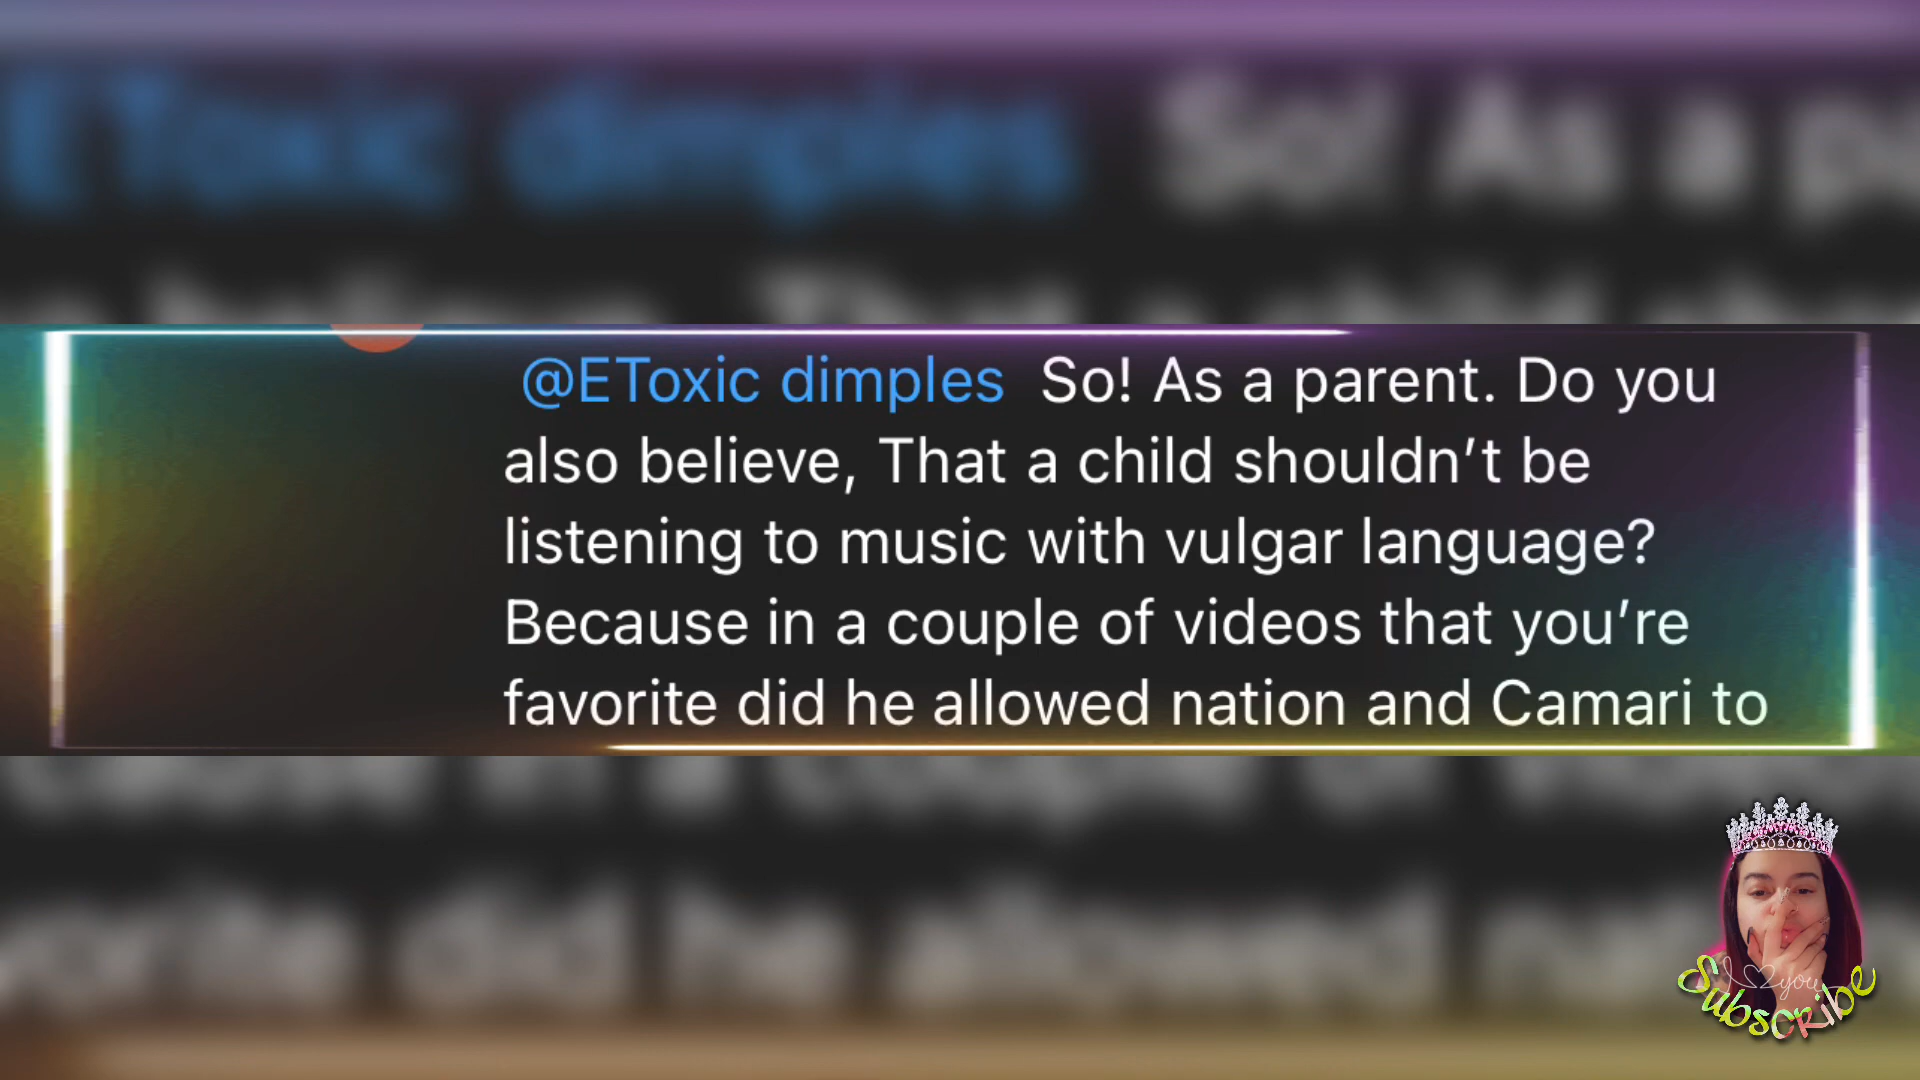 @EToxic dimples So! As a parent. Do you
also believe, That a child shouldn’t be
listening to music with vulgar language?
Because in a couple of videos that you’re
favorite did he allowed nation and Camari to
I ♡ you
Subscribe